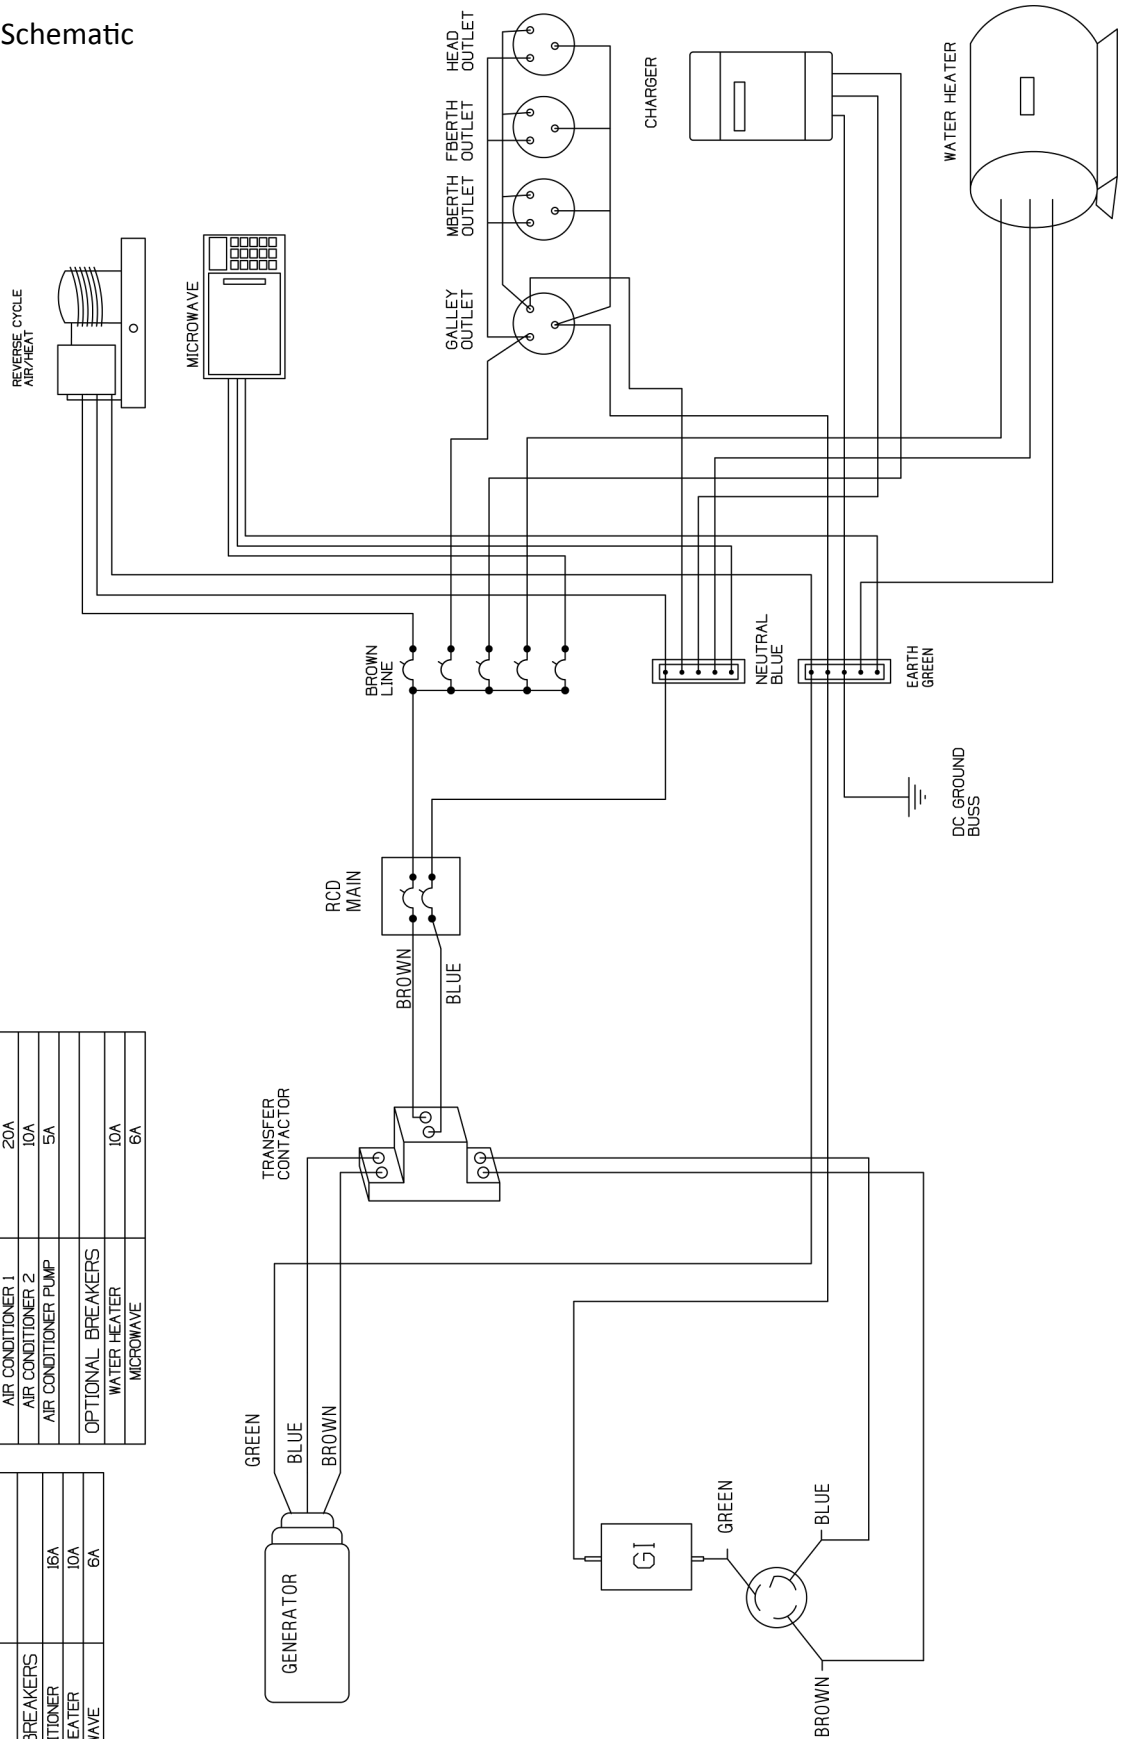 Schematic
REVERSE CYCLE
AIR/HEAT
MICROWAVE
HEAD
OUTLET
FBERTH
OUTLET
MBERTH
OUTLET
GALLEY
OUTLET
CHARGER
WATER HEATER
BROWN
LINE
NEUTRAL
BLUE
EARTH
GREEN
DC GROUND
BUSS
RCD
MAIN
BROWN
BLUE
TRANSFER
CONTACTOR
AIR CONDITIONER 1 20A
AIR CONDITIONER 2 10A
AIR CONDITIONER PUMP 5A
OPTIONAL BREAKERS
WATER HEATER 10A
MICROWAVE 6A
BREAKERS
TIONER 16A
EATER 10A
WAVE 6A
GREEN
BLUE
BROWN
GENERATOR
GI
GREEN
BLUE
BROWN